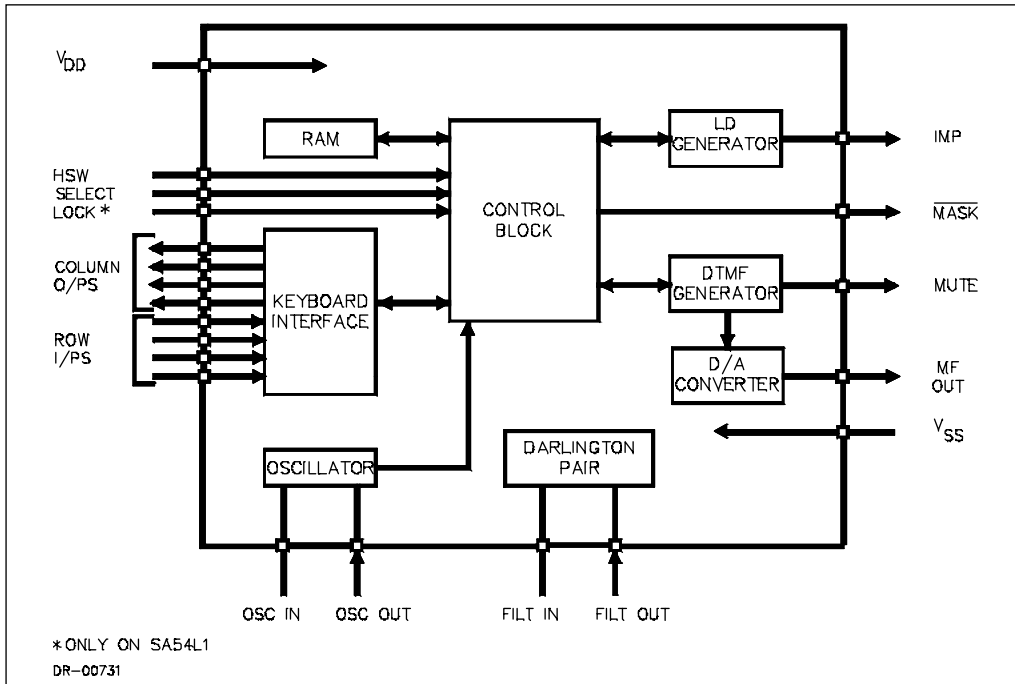 VDD
RAM
LD
GENERATOR
IMP
HSW
SELECT
LOCK *
CONTROL
BLOCK
MASK
COLUMN
O/PS
KEYBOARD
INTERFACE
DTMF
GENERATOR
MUTE
ROW
I/PS
D/A
CONVERTER
MF
OUT
VSS
OSCILLATOR
DARLINGTON
PAIR
OSC IN
OSC OUT
FILT IN
FILT OUT
* ONLY ON SA54L1
DR-00731